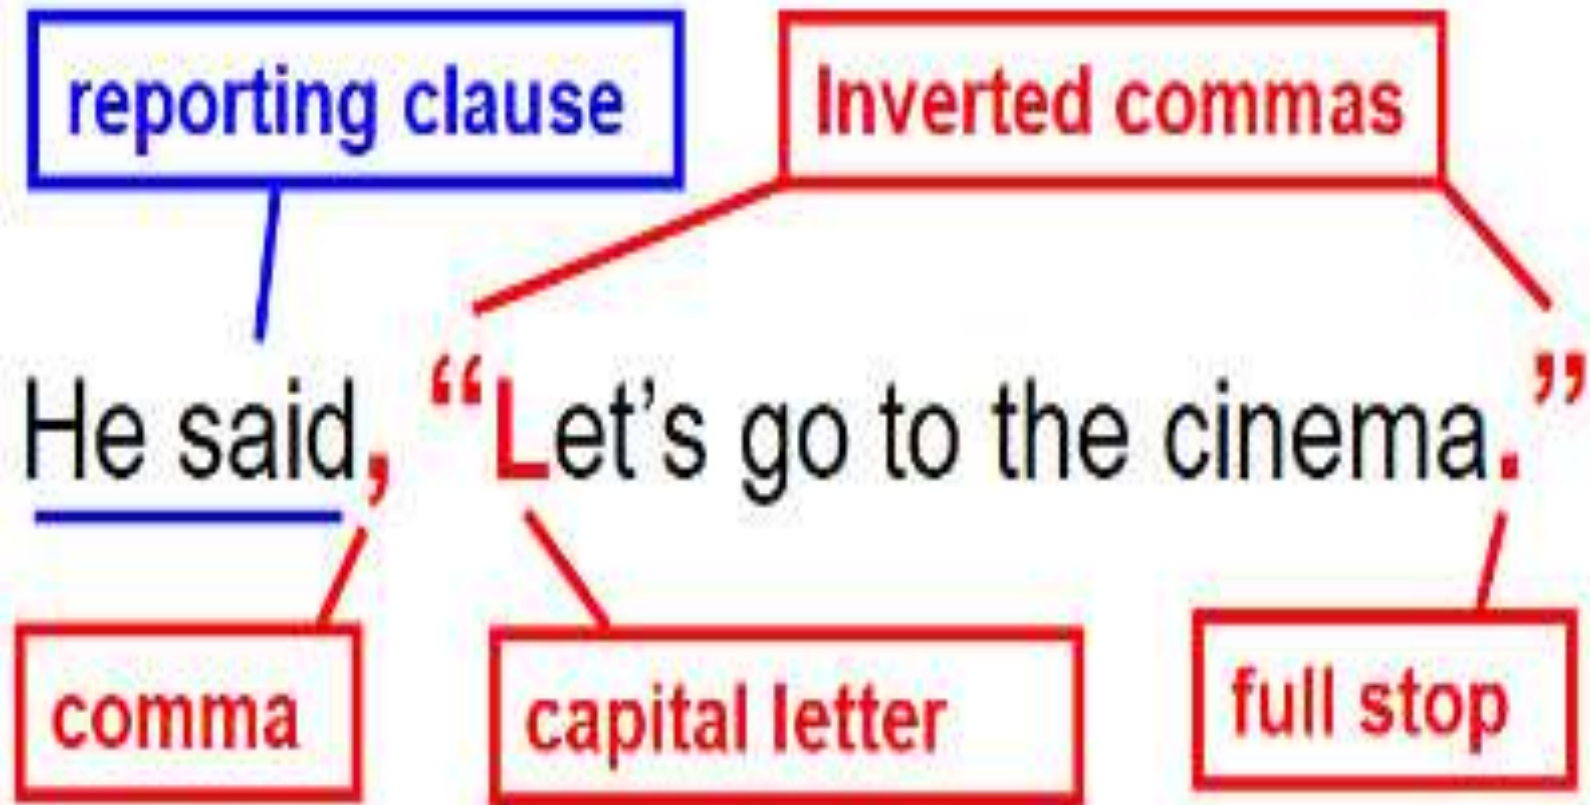 reporting clause
Inverted commas
He said, “Let’s go to the cinema.”
comma
capital letter
full stop